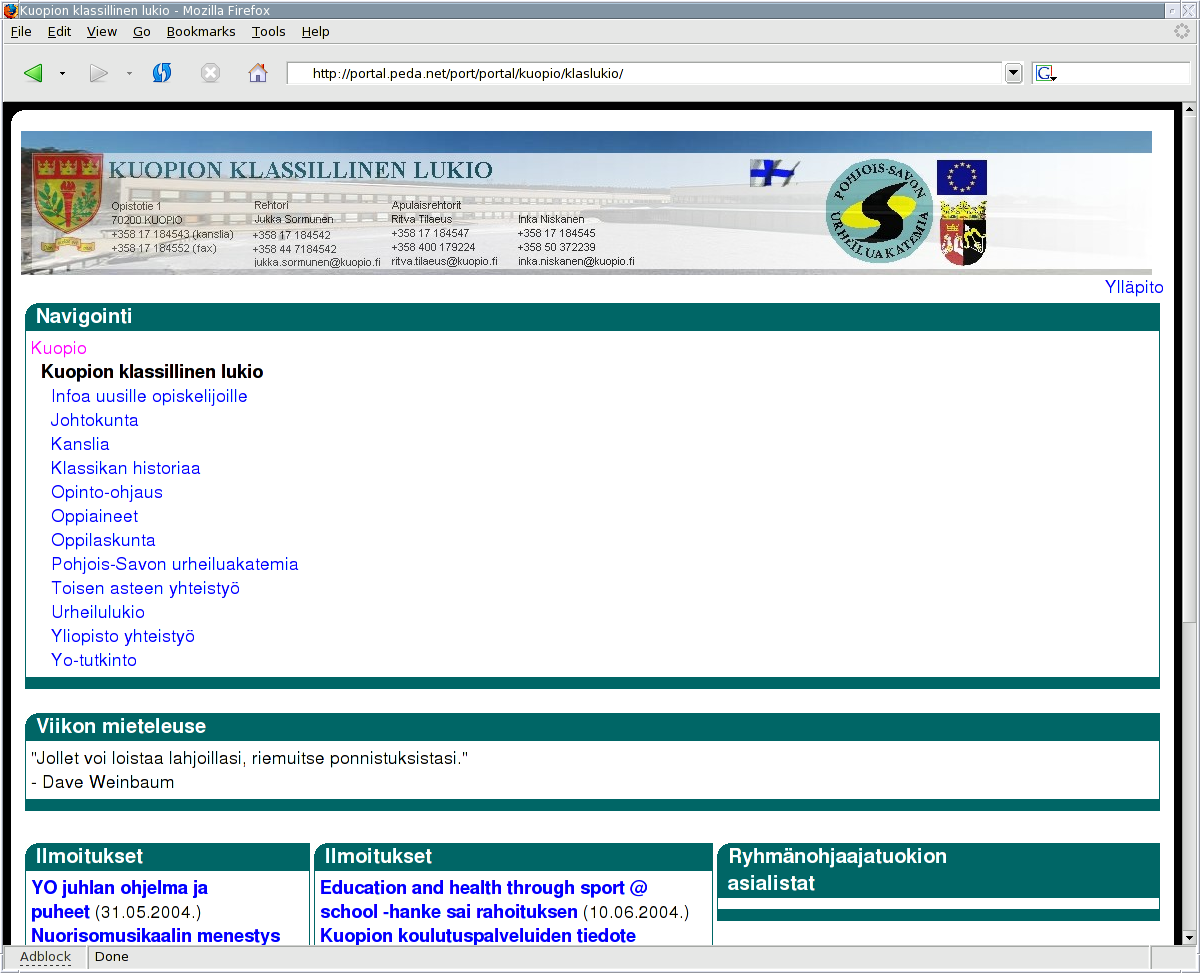 Kuopion klassillinen lukio - Mozilla Firefox
File Edit View Go Bookmarks Tools Help
http://portal.peda.net/port/portal/kuopio/klaslukio/
G
KUOPION KLASSILLINEN LUKIO
Opistotie 1
70200 KUOPIO
+358 17 184543 (kanslia)
+358 17 184552 (fax)
Rehtori
Jukka Sormunen
+358 17 184542
+358 44 7184542
jukka.sormunen@kuopio.fi
Apulaisrehtorit
Ritva Tilaeus
+358 17 184547
+358 400 179224
ritva.tilaeus@kuopio.fi
Inka Niskanen
+358 17 184545
+358 50 372239
inka.niskanen@kuopio.fi
POHJOIS-SAVON
URHEILUAKATEMIA
Ylläpito
Navigointi
Kuopio
Kuopion klassillinen lukio
Infoa uusille opiskelijoille
Johtokunta
Kanslia
Klassikan historiaa
Opinto-ohjaus
Oppiaineet
Oppilaskunta
Pohjois-Savon urheiluakatemia
Toisen asteen yhteistyö
Urheilulukio
Yliopisto yhteistyö
Yo-tutkinto
Viikon mieteleuse
"Jollet voi loistaa lahjoillasi, riemuitse ponnistuksistasi."
- Dave Weinbaum
Ilmoitukset
YO juhlan ohjelma ja
puheet (31.05.2004.)
Nuorisomusikaalin menestys
Ilmoitukset
Education and health through sport @
school -hanke sai rahoituksen (10.06.2004.)
Kuopion koulutuspalveluiden tiedote
Ryhmänohjaajatuokion
asialistat
Adblock Done